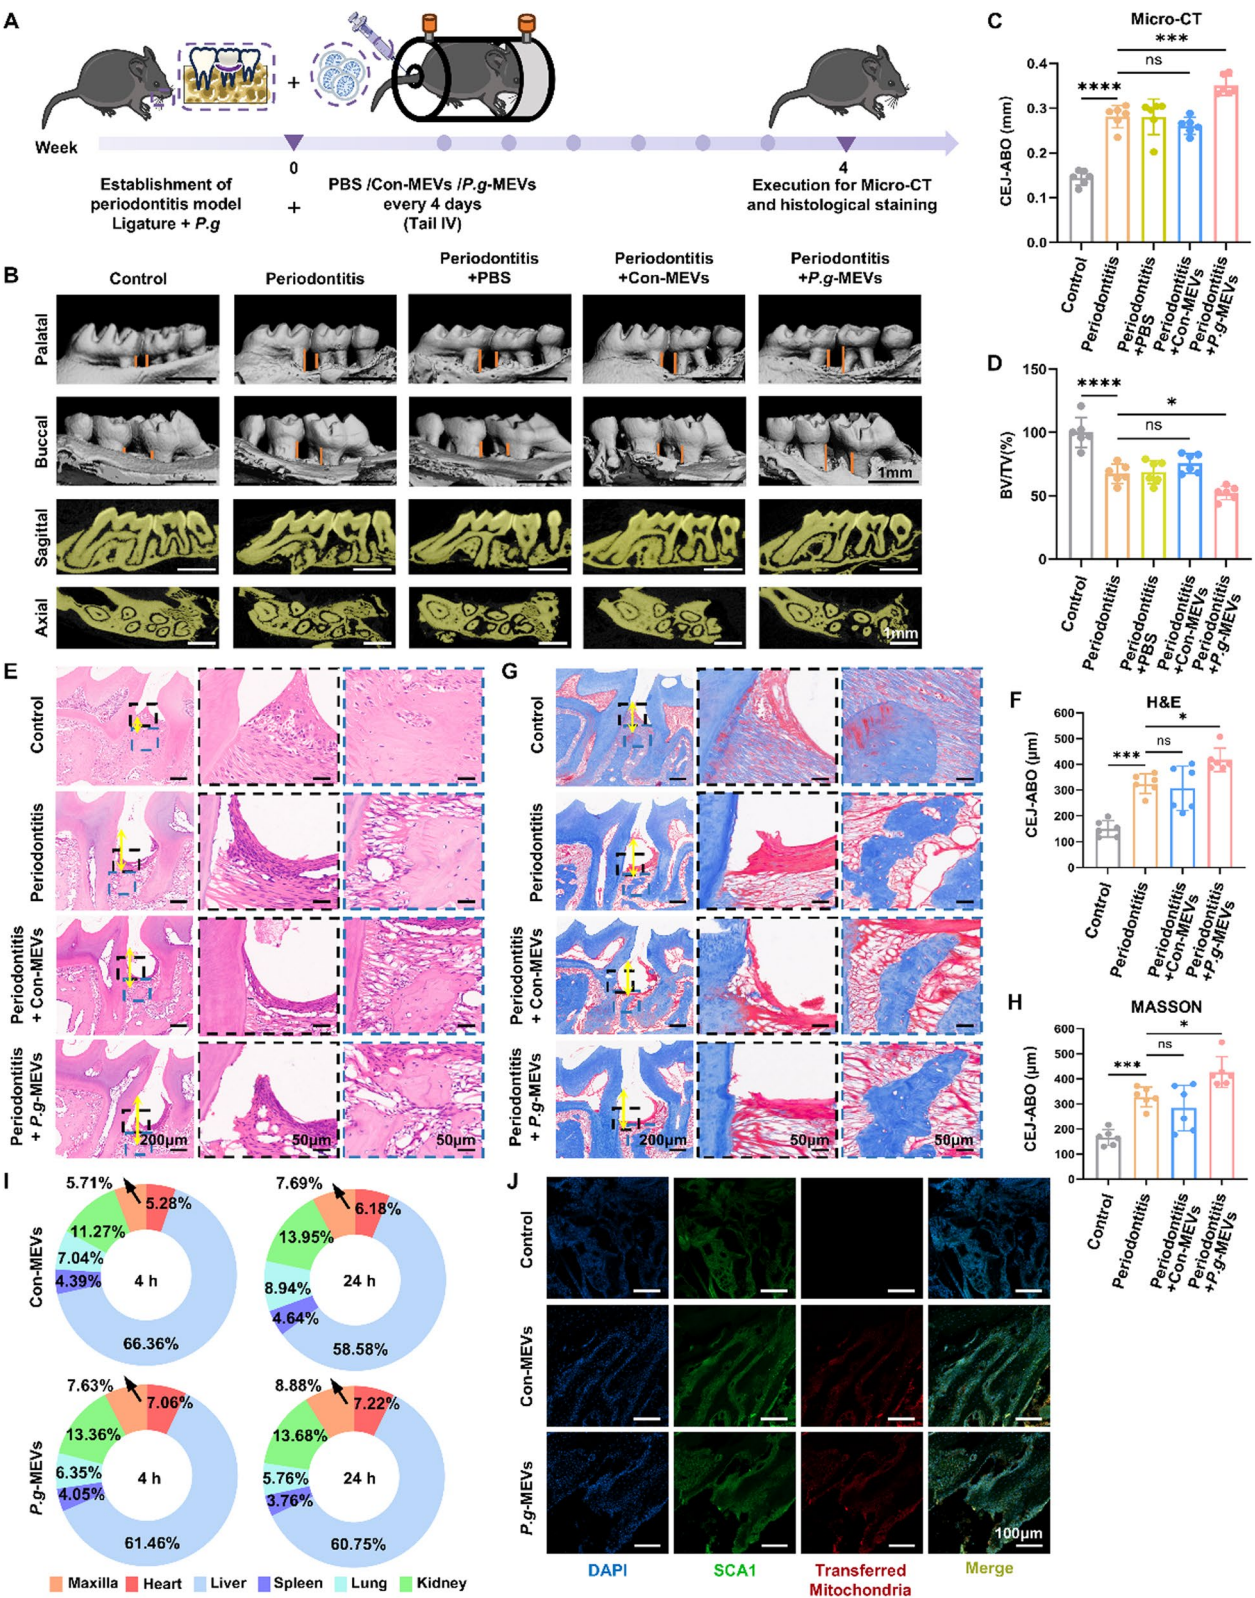 A
Week
0
4
Establishment of
periodontitis model
Ligature + P.g
+
+
PBS /Con-MEVs /P.g-MEVs
every 4 days
(Tail IV)
Execution for Micro-CT
and histological staining
B
Control
Periodontitis
Periodontitis
+PBS
Periodontitis
+Con-MEVs
Periodontitis
+P.g-MEVs
Palatal
Buccal
1mm
Sagittal
Axial
1mm
C
Micro-CT
***
ns
****
CEJ-ABO (mm)
0.4
0.3
0.2
0.1
0.0
Control
Periodontitis
Periodontitis
+PBS
Periodontitis
+Con-MEVs
Periodontitis
+P.g-MEVs
D
****
*
ns
BV/TV(%)
150
100
50
0
Control
Periodontitis
Periodontitis
+PBS
Periodontitis
+Con-MEVs
Periodontitis
+P.g-MEVs
E
Control
Periodontitis
Periodontitis
+ Con-MEVs
Periodontitis
+ P.g-MEVs
200μm
50μm
50μm
G
Control
Periodontitis
Periodontitis
+ Con-MEVs
Periodontitis
+ P.g-MEVs
200μm
50μm
50μm
F
H&E
*
ns
***
CEJ-ABO (μm)
600
500
400
300
200
100
0
Control
Periodontitis
Periodontitis
+Con-MEVs
Periodontitis
+P.g-MEVs
H
MASSON
*
ns
***
CEJ-ABO (μm)
600
500
400
300
200
100
0
Control
Periodontitis
Periodontitis
+Con-MEVs
Periodontitis
+P.g-MEVs
I
Con-MEVs
5.71%
5.28%
11.27%
7.04%
4.39%
4 h
66.36%
7.69%
6.18%
13.95%
8.94%
4.64%
24 h
58.58%
P.g-MEVs
7.63%
7.06%
13.36%
6.35%
4.05%
4 h
61.46%
8.88%
7.22%
13.68%
5.76%
3.76%
24 h
60.75%
Maxilla
Heart
Liver
Spleen
Lung
Kidney
J
Control
Con-MEVs
P.g-MEVs
100μm
DAPI
SCA1
Transferred
Mitochondria
Merge